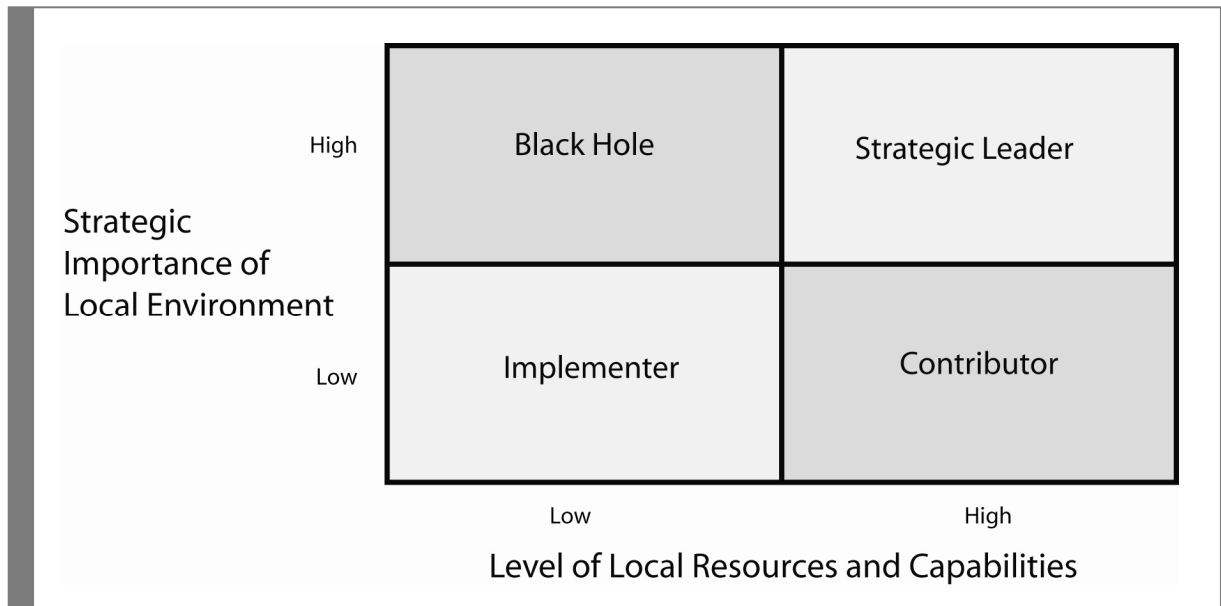 High
Black Hole
Strategic Leader
Strategic
Importance of
Local Environment
Low
Implementer
Contributor
Low
High
Level of Local Resources and Capabilities